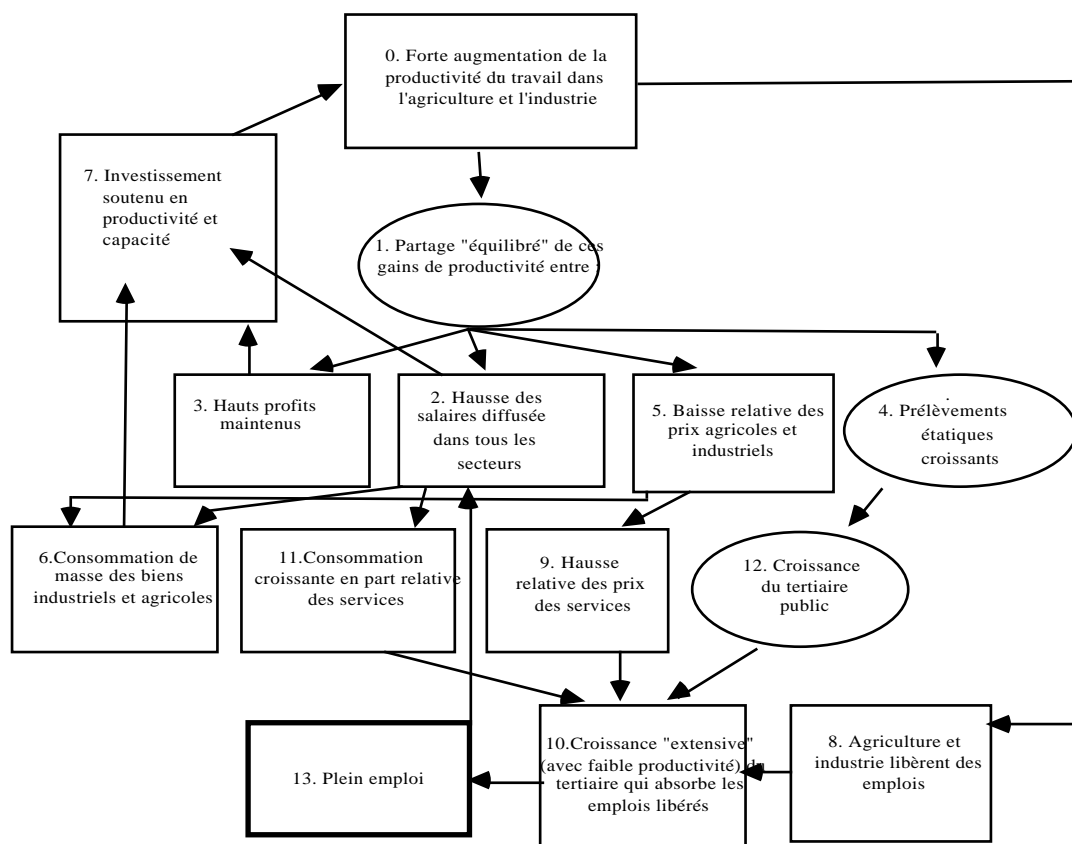 0. Forte augmentation de la
productivité du travail dans
l'agriculture et l'industrie
7. Investissement
soutenu en
productivité et
capacité
1. Partage "équilibré" de ces
gains de productivité entre :
3. Hauts profits
maintenus
2. Hausse des
salaires diffusée
dans tous les
secteurs
5. Baisse relative des
prix agricoles et
industriels
4. Prélèvements
étatiques
croissants
6.Consommation de
masse des biens
industriels et agricoles
11.Consommation
croissante en part relative
des services
9. Hausse
relative des prix
des services
12. Croissance
du tertiaire
public
13. Plein emploi
10.Croissance "extensive"
(avec faible productivité) du
tertiaire qui absorbe les
emplois libérés
8. Agriculture et
industrie libèrent des
emplois